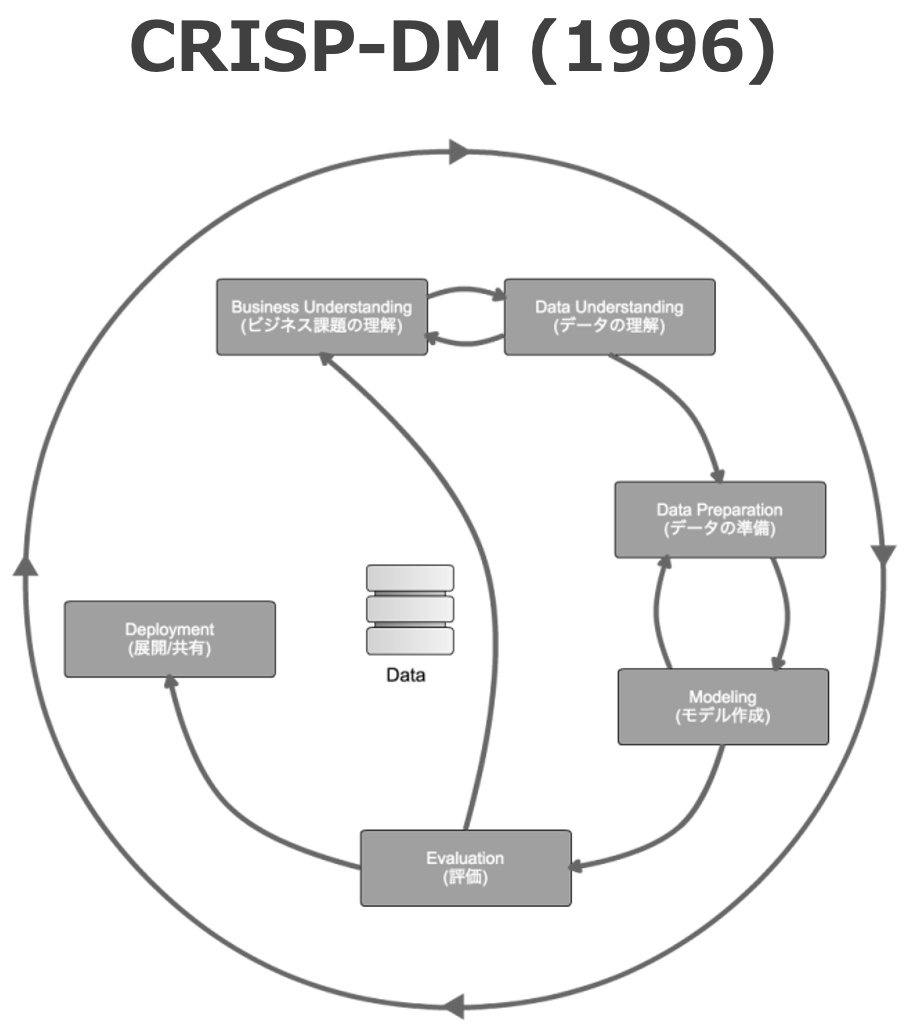 CRISP-DM (1996)
Business Understanding
(ビジネス課題の理解)
Data Understanding
(データの理解)
Data Preparation
(データの準備)
Deployment
(展開/共有)
Data
Modeling
(モデル作成)
Evaluation
(評価)